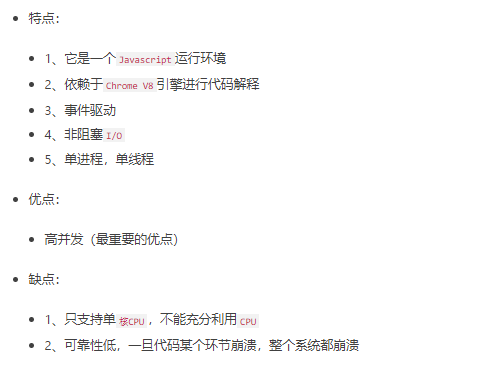 特点：
1、它是一个Javascript运行环境
2、依赖于Chrome V8引擎进行代码解释
3、事件驱动
4、非阻塞I/O
5、单进程，单线程
优点：
高并发（最重要的优点）
缺点：
1、只支持单核CPU，不能充分利用CPU
2、可靠性低，一旦代码某个环节崩溃，整个系统都崩溃